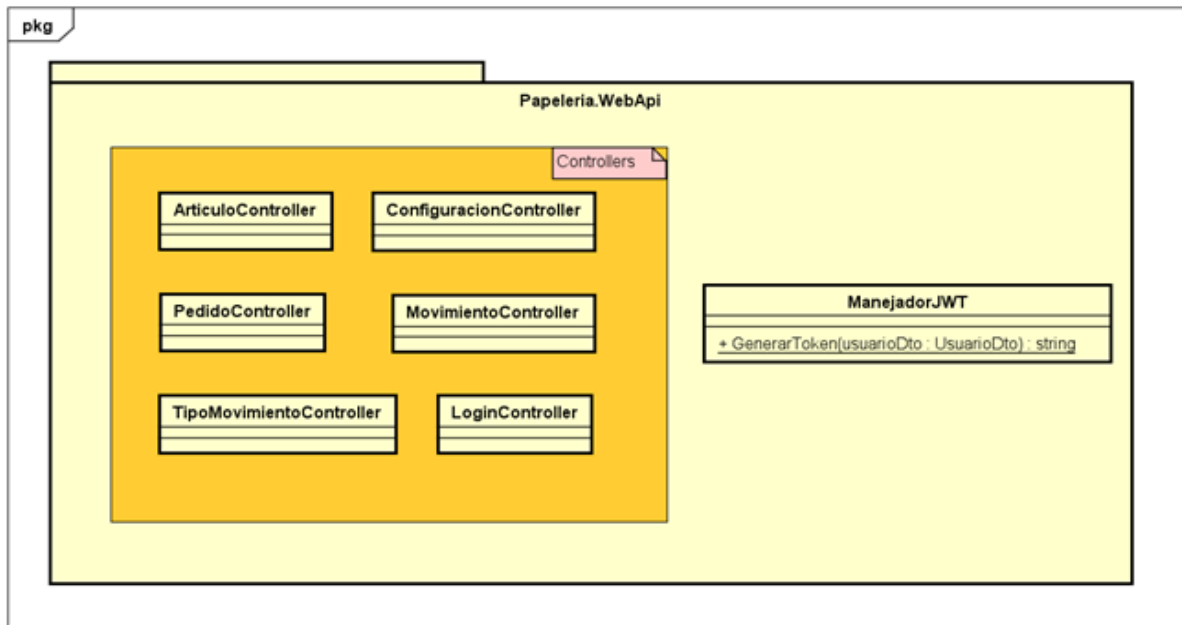 pkg
Papeleria.WebApi
Controllers
ArticuloController
ConfiguracionController
PedidoController
MovimientoController
TipoMovimientoController
LoginController
ManejadorJWT
+ GenerarToken(usuarioDto : UsuarioDto) : string